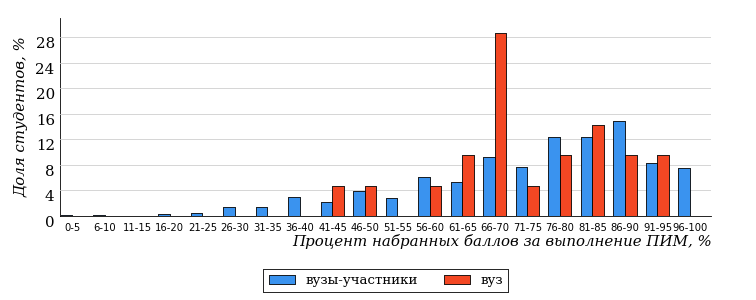 Доля студентов, %
28
24
20
16
12
8
4
0
0-5 6-10 11-15 16-20 21-25 26-30 31-35 36-40 41-45 46-50 51-55 56-60 61-65 66-70 71-75 76-80 81-85 86-90 91-95 96-100
Процент набранных баллов за выполнение ПИМ, %
вузы-участники вуз